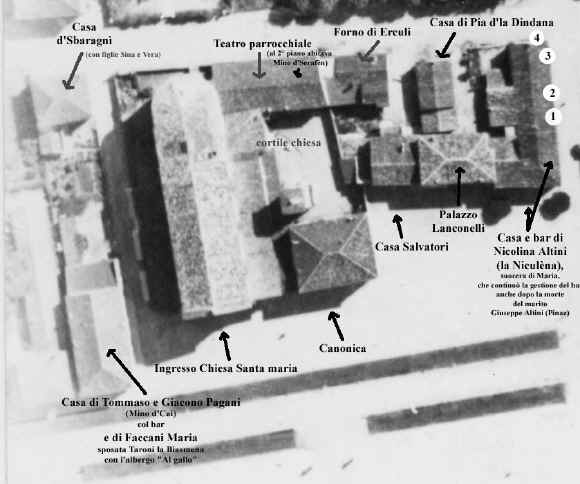 Casa
d'Sbaragnì
(con figlie Sina e Vera)
Teatro parrocchiale
(al 2° piano abitava
Mino d'Serafen)
Forno di Erculi
Casa di Pia d'la Dindana
4
3
2
1
cortile chiesa
Casa Salvatori
Palazzo
Lanconelli
Casa e bar di
Nicolina Altini
(la Niculèna),
suocera di Maria,
che continuò la gestione del ba
anche dopo la morte
del marito
Giuseppe Altini (Pinaz)
Canonica
Ingresso Chiesa Santa maria
Casa di Tommaso e Giacono Pagani
(Mino d'Cai)
col bar
e di Faccani Maria
sposata Taroni la Biasmena
con l'albergo "Al gallo"